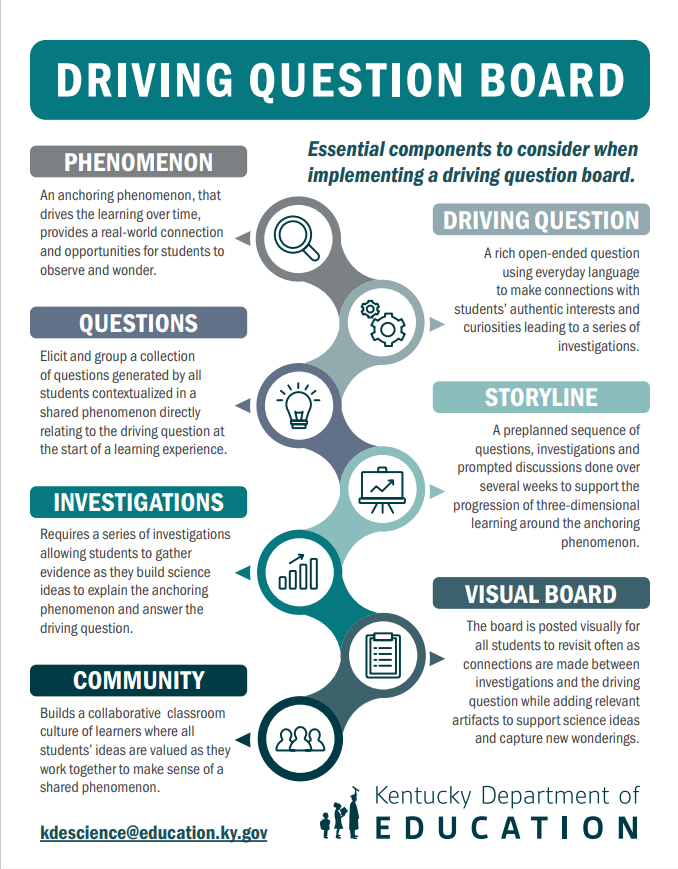 DRIVING QUESTION BOARD
Essential components to consider when
implementing a driving question board.
PHENOMENON
An anchoring phenomenon, that
drives the learning over time,
provides a real-world connection
and opportunities for students to
observe and wonder.
DRIVING QUESTION
A rich open-ended question
using everyday language
to make connections with
students’ authentic interests and
curiosities leading to a series of
investigations.
QUESTIONS
Elicit and group a collection
of questions generated by all
students contextualized in a
shared phenomenon directly
relating to the driving question at
the start of a learning experience.
STORYLINE
A preplanned sequence of
questions, investigations and
prompted discussions done over
several weeks to support the
progression of three-dimensional
learning around the anchoring
phenomenon.
INVESTIGATIONS
Requires a series of investigations
allowing students to gather
evidence as they build science
ideas to explain the anchoring
phenomenon and answer the
driving question.
VISUAL BOARD
The board is posted visually for
all students to revisit often as
connections are made between
investigations and the driving
question while adding relevant
artifacts to support science ideas
and capture new wonderings.
COMMUNITY
Builds a collaborative classroom
culture of learners where all
students’ ideas are valued as they
work together to make sense of a
shared phenomenon.
kdescience@education.ky.gov
Kentucky Department of
EDUCATION